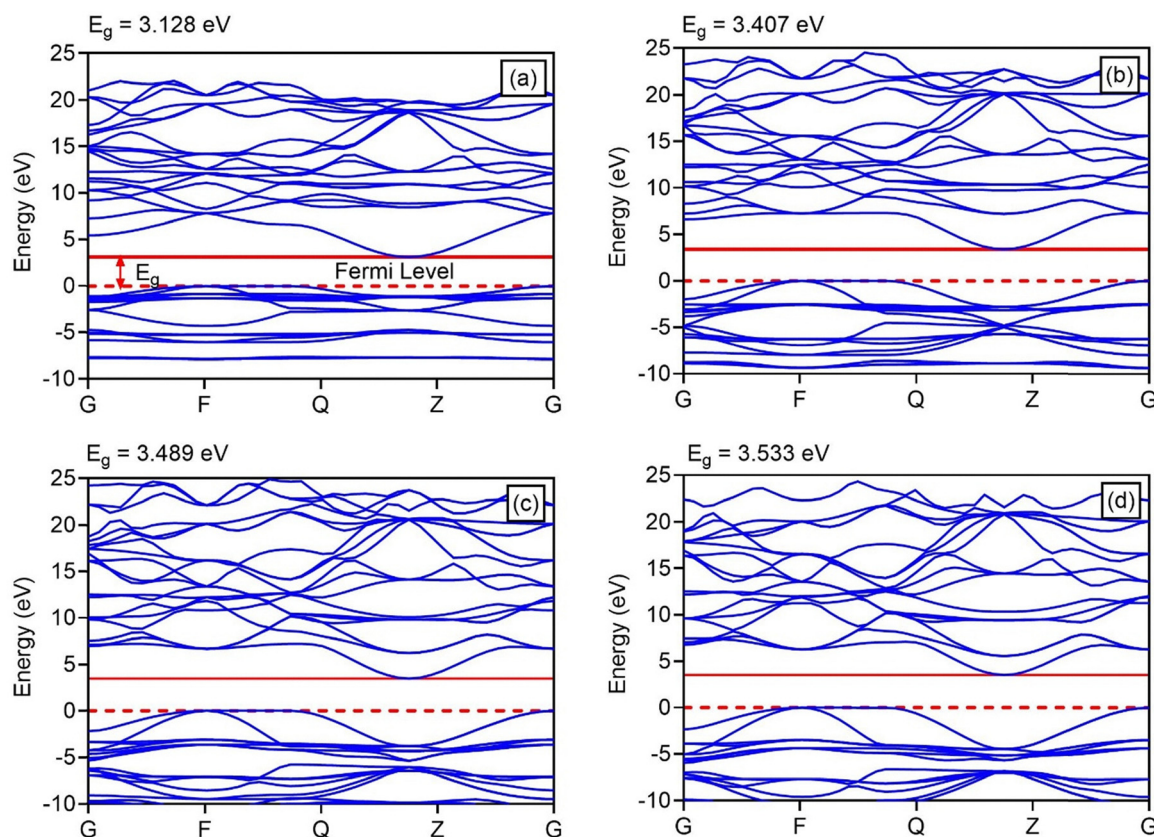 E_g = 3.128 eV
E_g = 3.407 eV
25
20
15
10
5
0
-5
-10
Energy (eV)
(a)
E_g
Fermi Level
G F Q Z G
25
20
15
10
5
0
-5
-10
Energy (eV)
(b)
G F Q Z G
E_g = 3.489 eV
E_g = 3.533 eV
25
20
15
10
5
0
-5
-10
Energy (eV)
(c)
G F Q Z G
25
20
15
10
5
0
-5
-10
Energy (eV)
(d)
G F Q Z G